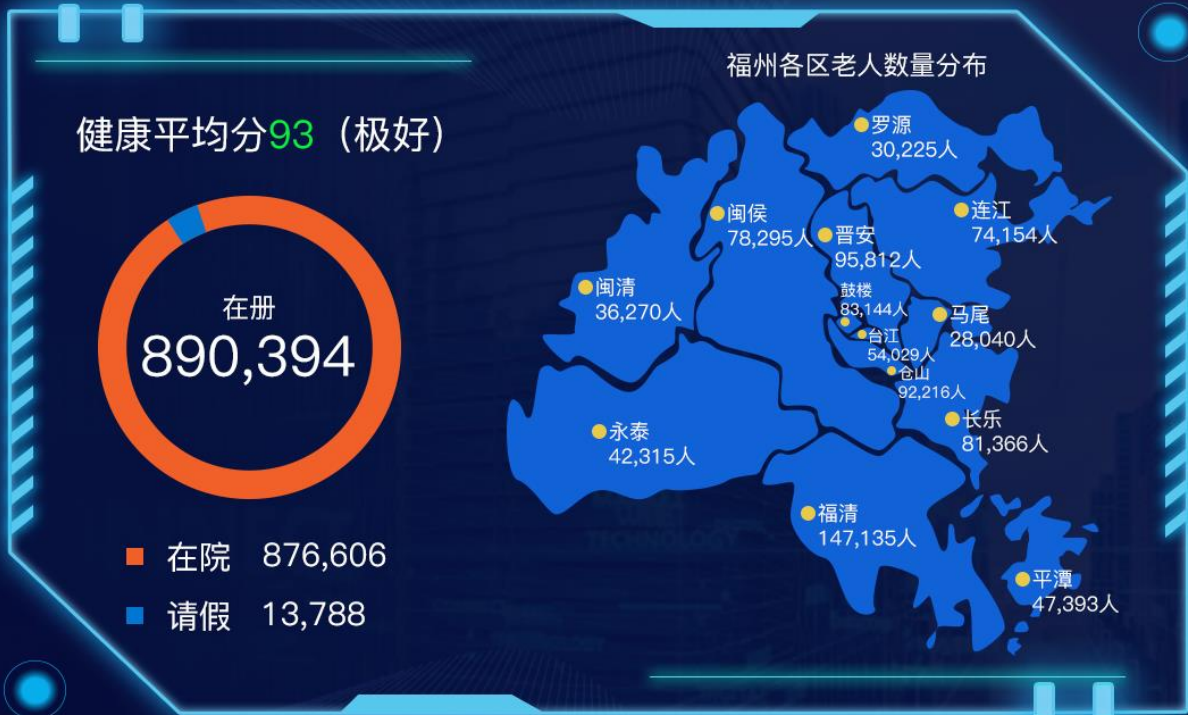 福州各区老人数量分布
健康平均分93（极好）
在册
890,394
在院 876,606
请假 13,788
罗源
30,225人
连江
74,154人
闽侯
78,295人
晋安
95,812人
闽清
36,270人
鼓楼
83,144人
马尾
28,040人
台江
54,029人
仓山
92,216人
长乐
81,366人
永泰
42,315人
福清
147,135人
平潭
47,393人
TECHNOLOGY